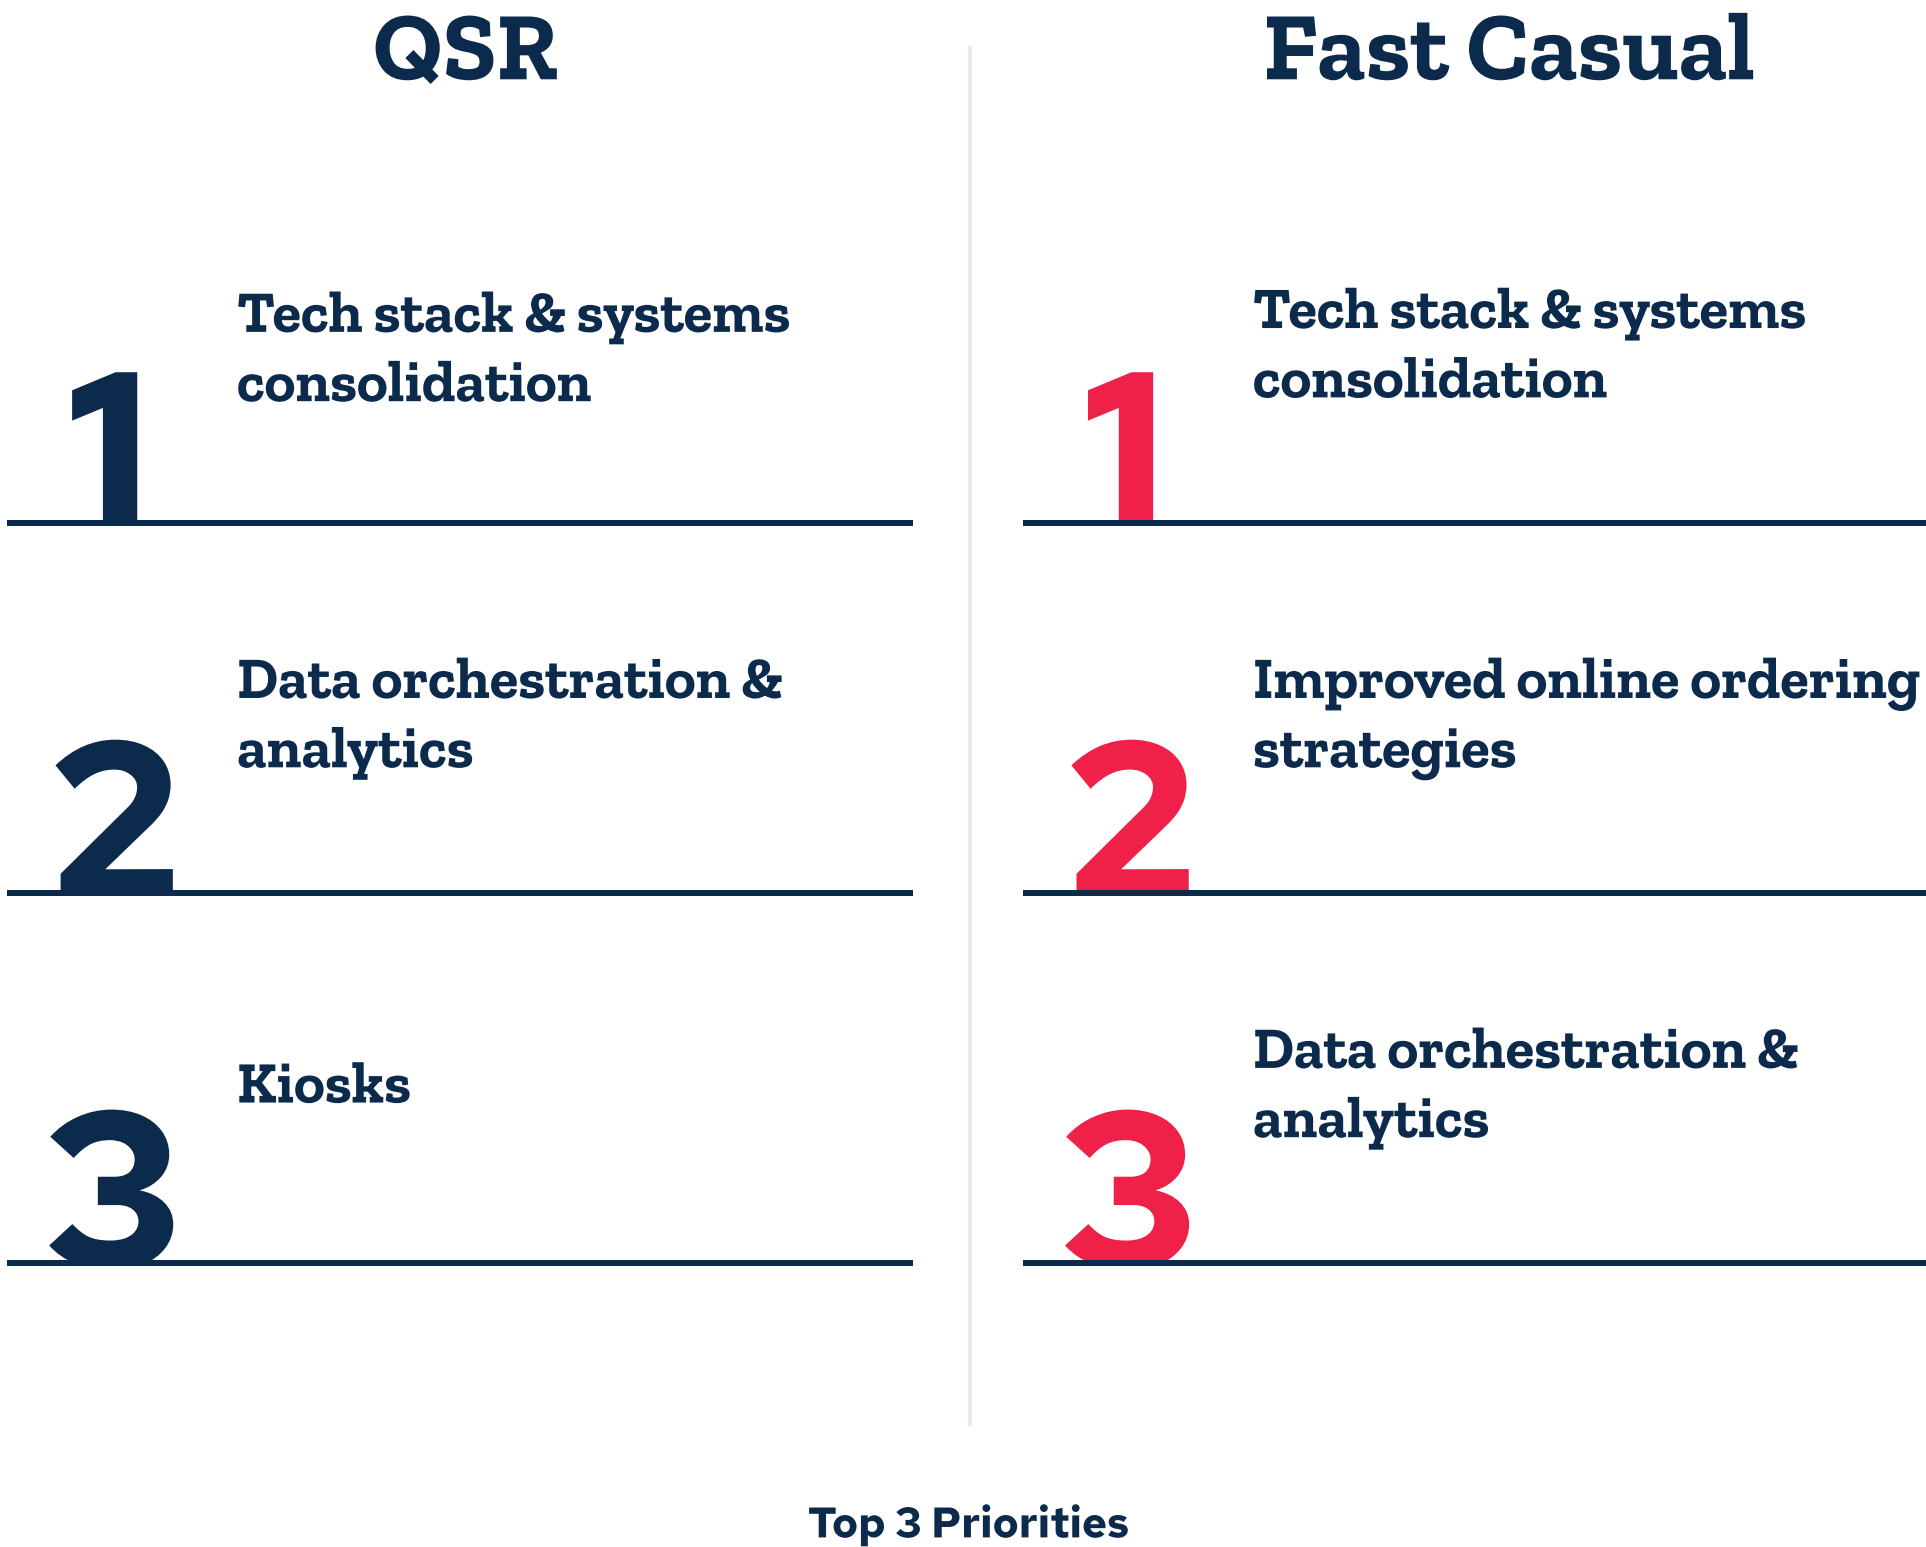 QSR
1
Tech stack & systems
consolidation
2
Data orchestration &
analytics
3
Kiosks
Fast Casual
1
Tech stack & systems
consolidation
2
Improved online ordering
strategies
3
Data orchestration &
analytics
Top 3 Priorities